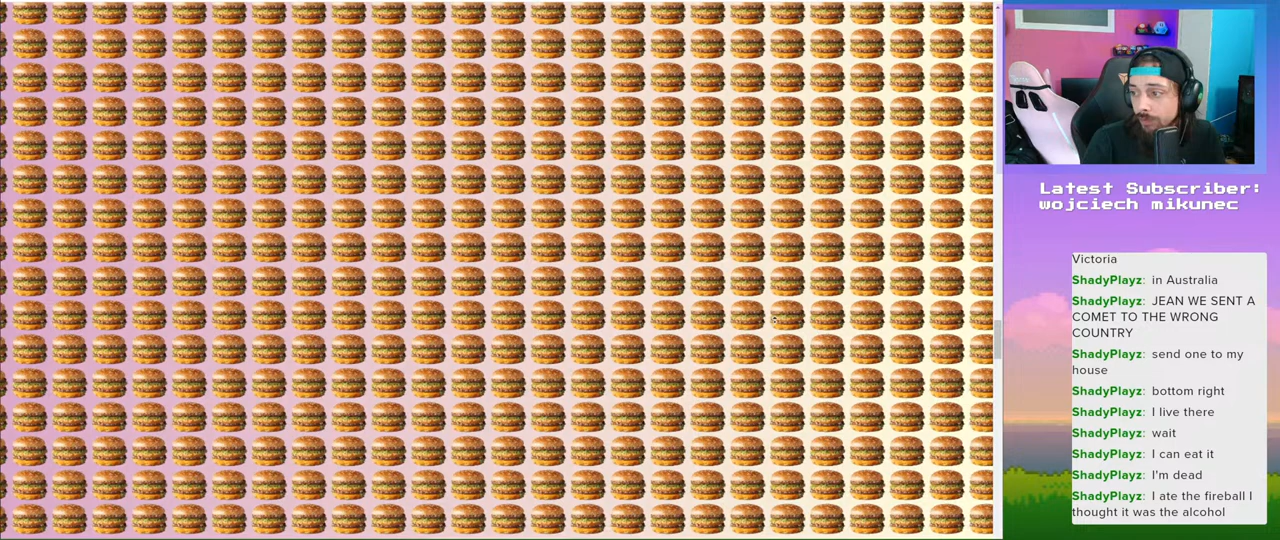 Latest Subscriber:
wojciech mikunec
Victoria
ShadyPlayz: in Australia
ShadyPlayz: JEAN WE SENT A
COMET TO THE WRONG
COUNTRY
ShadyPlayz: send one to my
house
ShadyPlayz: bottom right
ShadyPlayz: I live there
ShadyPlayz: wait
ShadyPlayz: I can eat it
ShadyPlayz: I'm dead
ShadyPlayz: I ate the fireball I
thought it was the alcohol